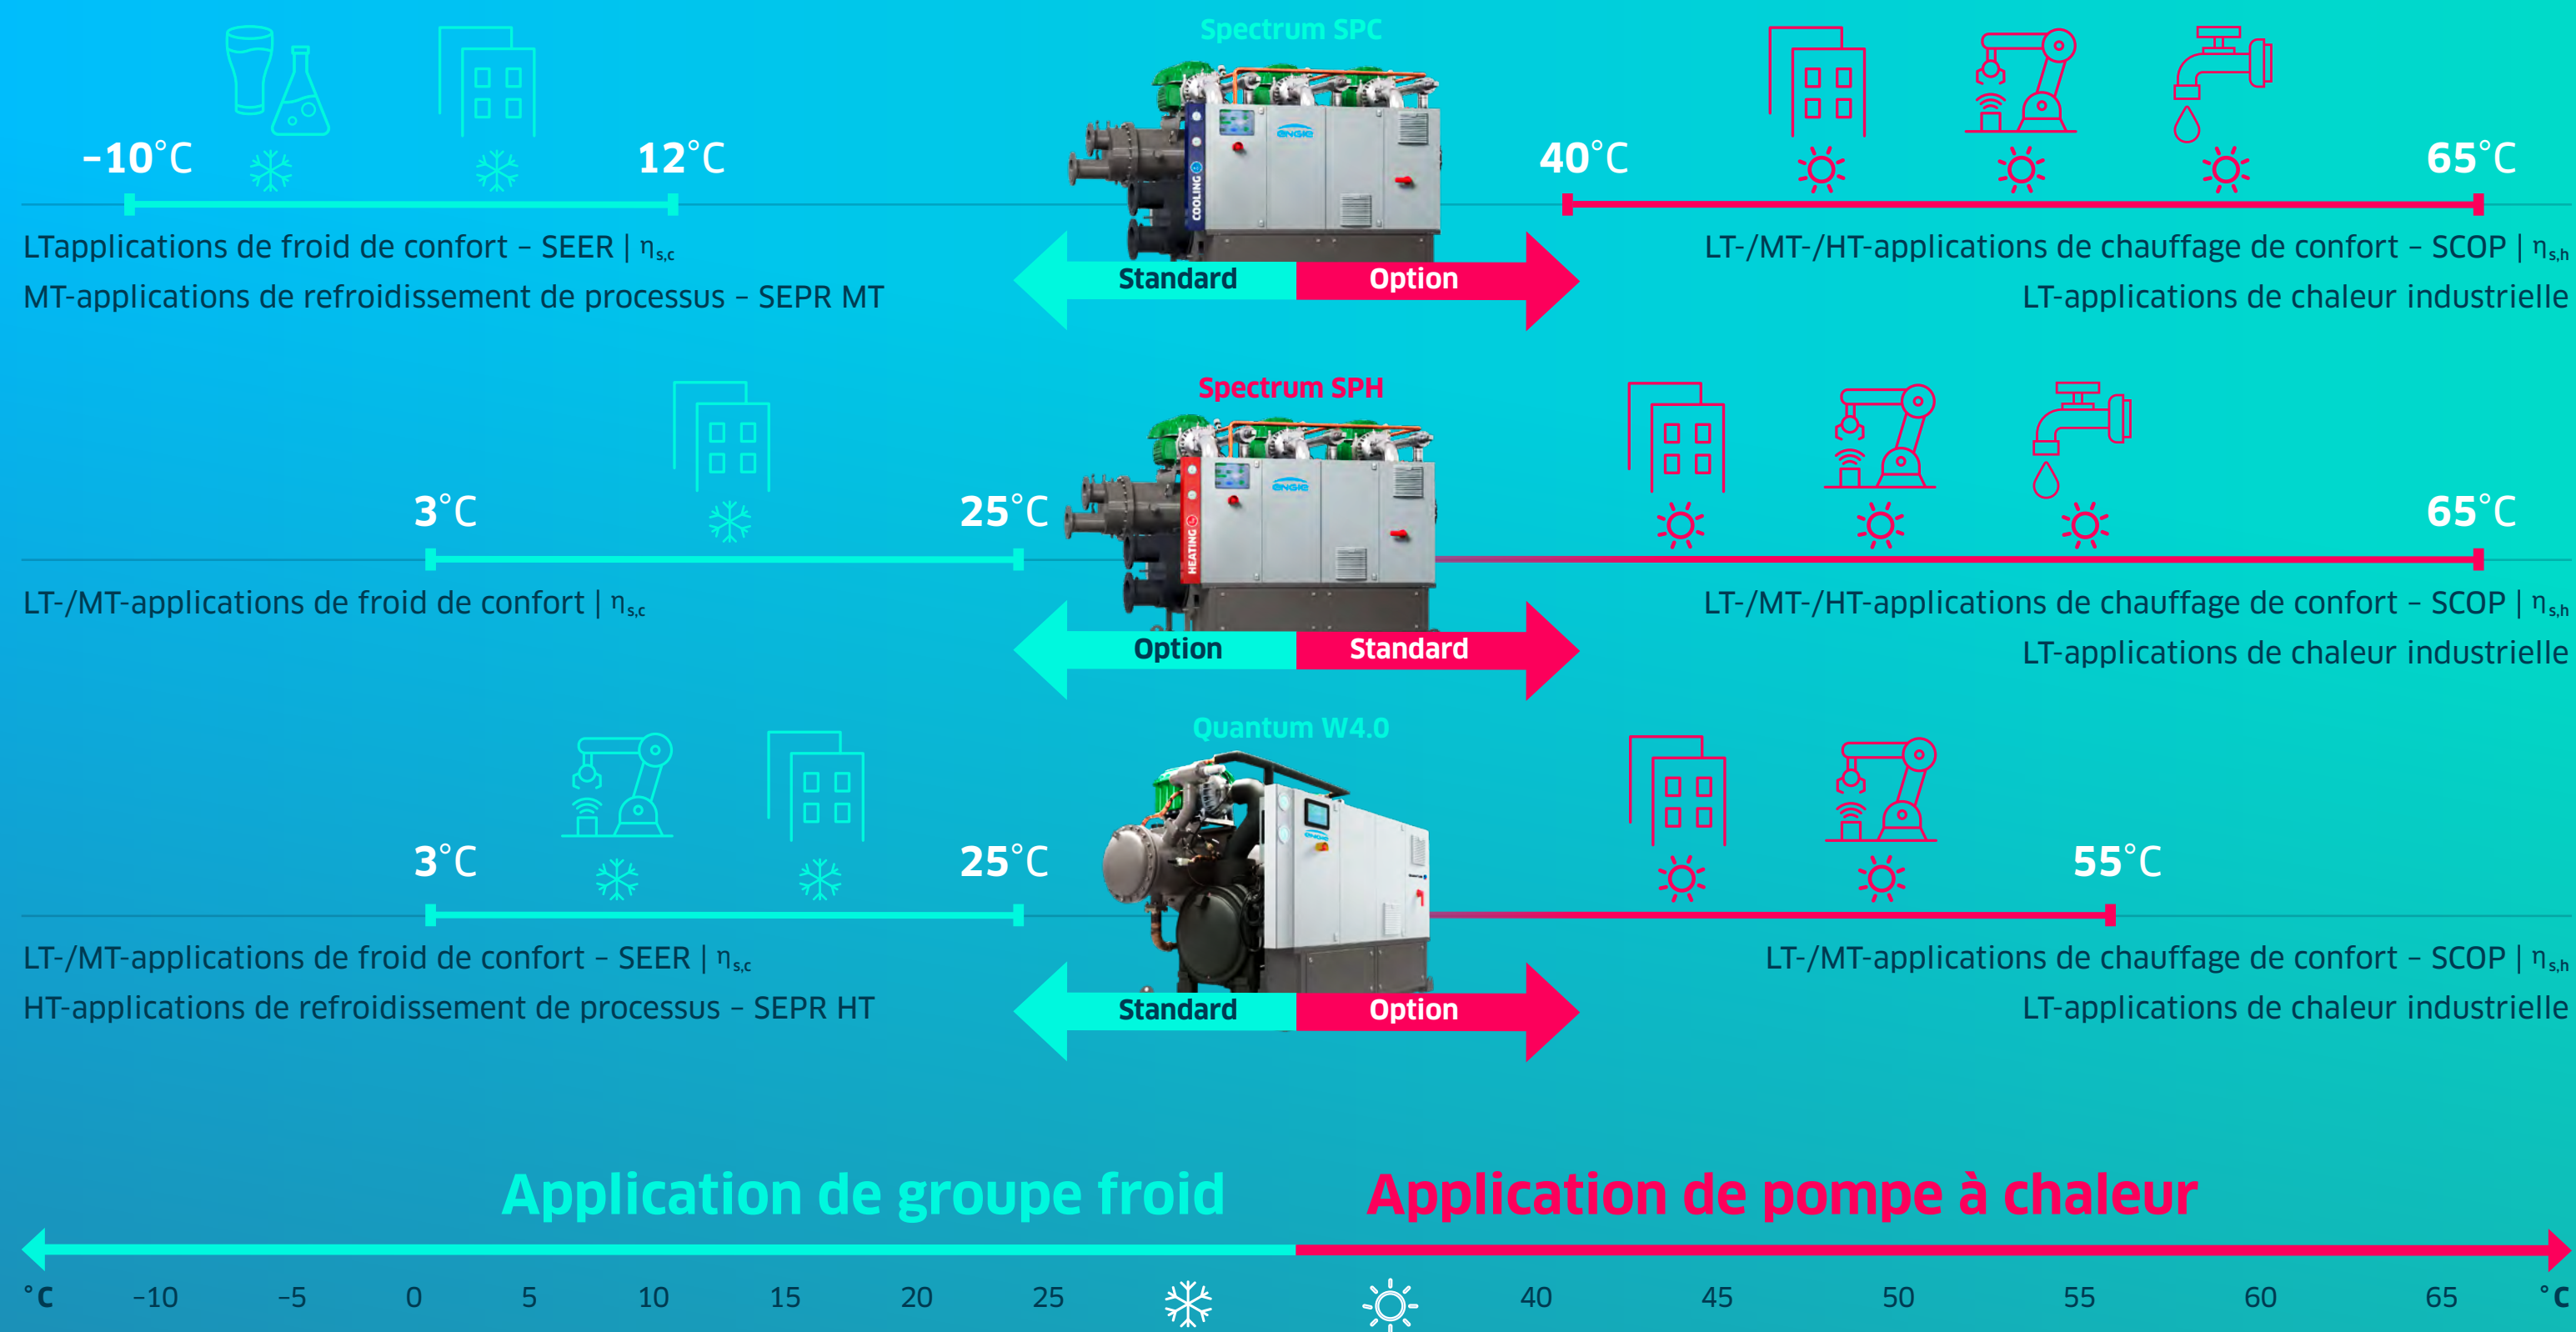 Spectrum SPC
-10°C
12°C
40°C
65°C
ENGIE
COOLING
LTapplications de froid de confort – SEER | ηs,c
MT-applications de refroidissement de processus – SEPR MT
Standard
Option
LT-/MT-/HT-applications de chauffage de confort – SCOP | ηs,h
LT-applications de chaleur industrielle
Spectrum SPH
3°C
25°C
65°C
ENGIE
HEATING
LT-/MT-applications de froid de confort | ηs,c
Option
Standard
LT-/MT-/HT-applications de chauffage de confort – SCOP | ηs,h
LT-applications de chaleur industrielle
Quantum W4.0
3°C
25°C
55°C
ENGIE
LT-/MT-applications de froid de confort – SEER | ηs,c
HT-applications de refroidissement de processus – SEPR HT
Standard
Option
LT-/MT-applications de chauffage de confort – SCOP | ηs,h
LT-applications de chaleur industrielle
Application de groupe froid
Application de pompe à chaleur
°C -10 -5 0 5 10 15 20 25 40 45 50 55 60 65 °C